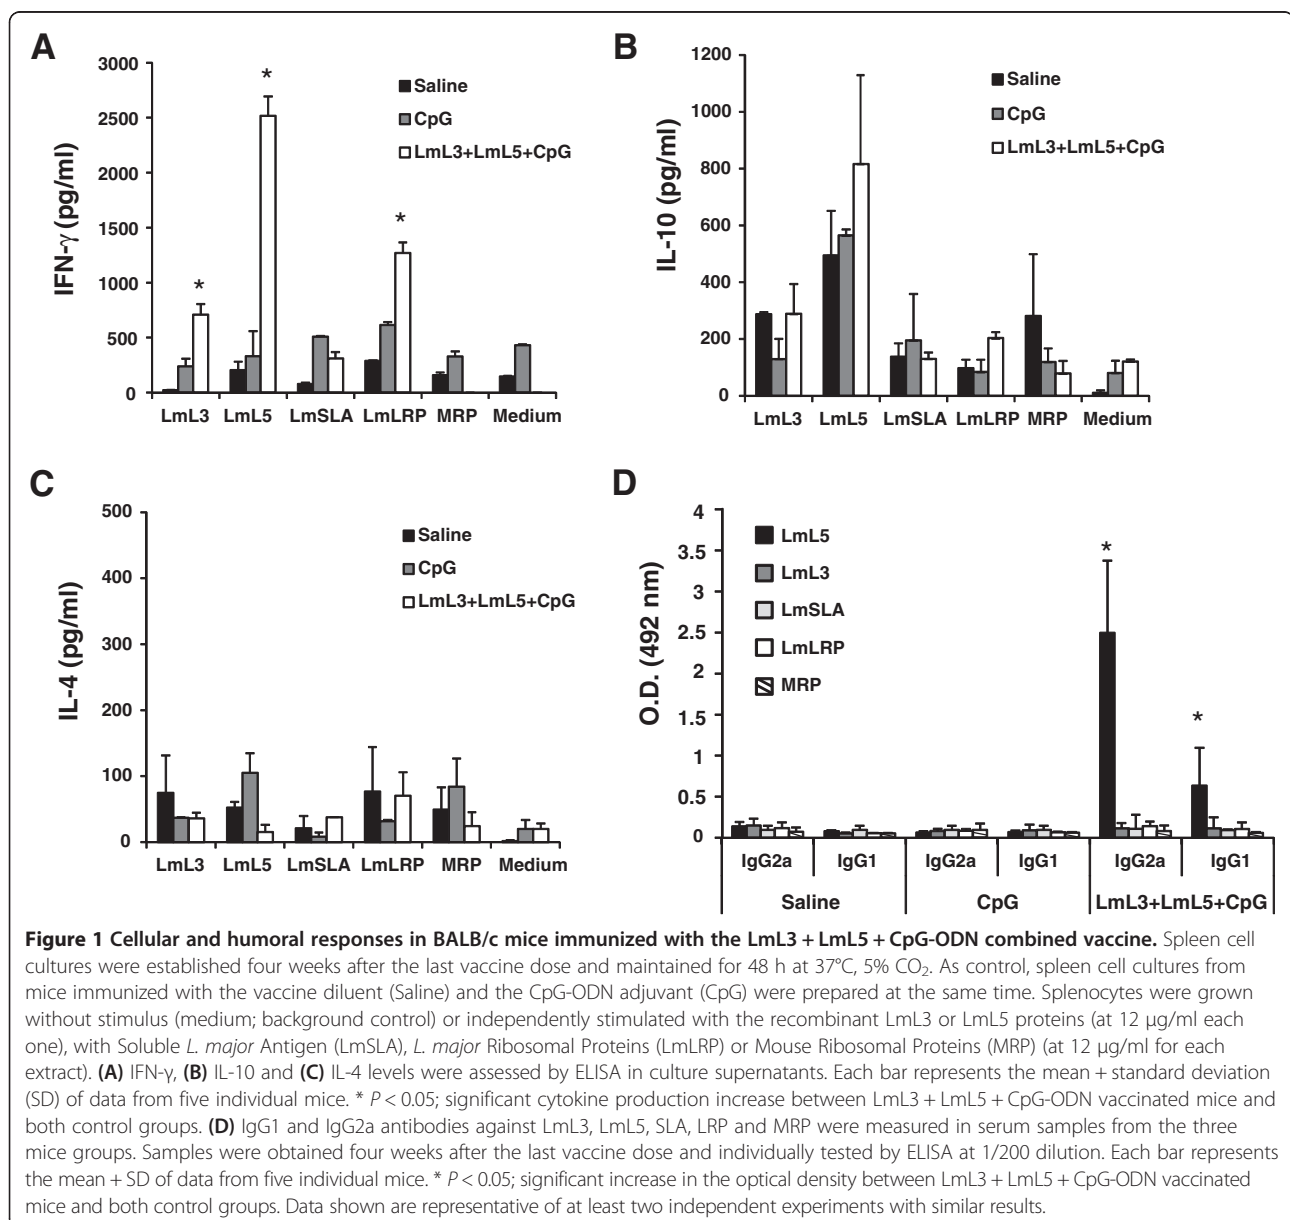 A
IFN-γ (pg/ml)
3000
2500
2000
1500
1000
500
0
Saline
CpG
LmL3+LmL5+CpG
*
*
*
LmL3 LmL5 LmSLA LmLRP MRP Medium
B
IL-10 (pg/ml)
1200
1000
800
600
400
200
0
Saline
CpG
LmL3+LmL5+CpG
LmL3 LmL5 LmSLA LmLRP MRP Medium
C
IL-4 (pg/ml)
500
400
300
200
100
0
Saline
CpG
LmL3+LmL5+CpG
LmL3 LmL5 LmSLA LmLRP MRP Medium
D
O.D. (492 nm)
4
3.5
3
2.5
2
1.5
1
0.5
0
LmL5
LmL3
LmSLA
LmLRP
MRP
*
*
IgG2a IgG1 IgG2a IgG1 IgG2a IgG1
Saline CpG LmL3+LmL5+CpG
Figure 1 Cellular and humoral responses in BALB/c mice immunized with the LmL3 + LmL5 + CpG-ODN combined vaccine. Spleen cell
cultures were established four weeks after the last vaccine dose and maintained for 48 h at 37°C, 5% CO₂. As control, spleen cell cultures from
mice immunized with the vaccine diluent (Saline) and the CpG-ODN adjuvant (CpG) were prepared at the same time. Splenocytes were grown
without stimulus (medium; background control) or independently stimulated with the recombinant LmL3 or LmL5 proteins (at 12 μg/ml each
one), with Soluble L. major Antigen (LmSLA), L. major Ribosomal Proteins (LmLRP) or Mouse Ribosomal Proteins (MRP) (at 12 μg/ml for each
extract). (A) IFN-γ, (B) IL-10 and (C) IL-4 levels were assessed by ELISA in culture supernatants. Each bar represents the mean + standard deviation
(SD) of data from five individual mice. * P < 0.05; significant cytokine production increase between LmL3 + LmL5 + CpG-ODN vaccinated mice and
both control groups. (D) IgG1 and IgG2a antibodies against LmL3, LmL5, SLA, LRP and MRP were measured in serum samples from the three
mice groups. Samples were obtained four weeks after the last vaccine dose and individually tested by ELISA at 1/200 dilution. Each bar represents
the mean + SD of data from five individual mice. * P < 0.05; significant increase in the optical density between LmL3 + LmL5 + CpG-ODN vaccinated
mice and both control groups. Data shown are representative of at least two independent experiments with similar results.